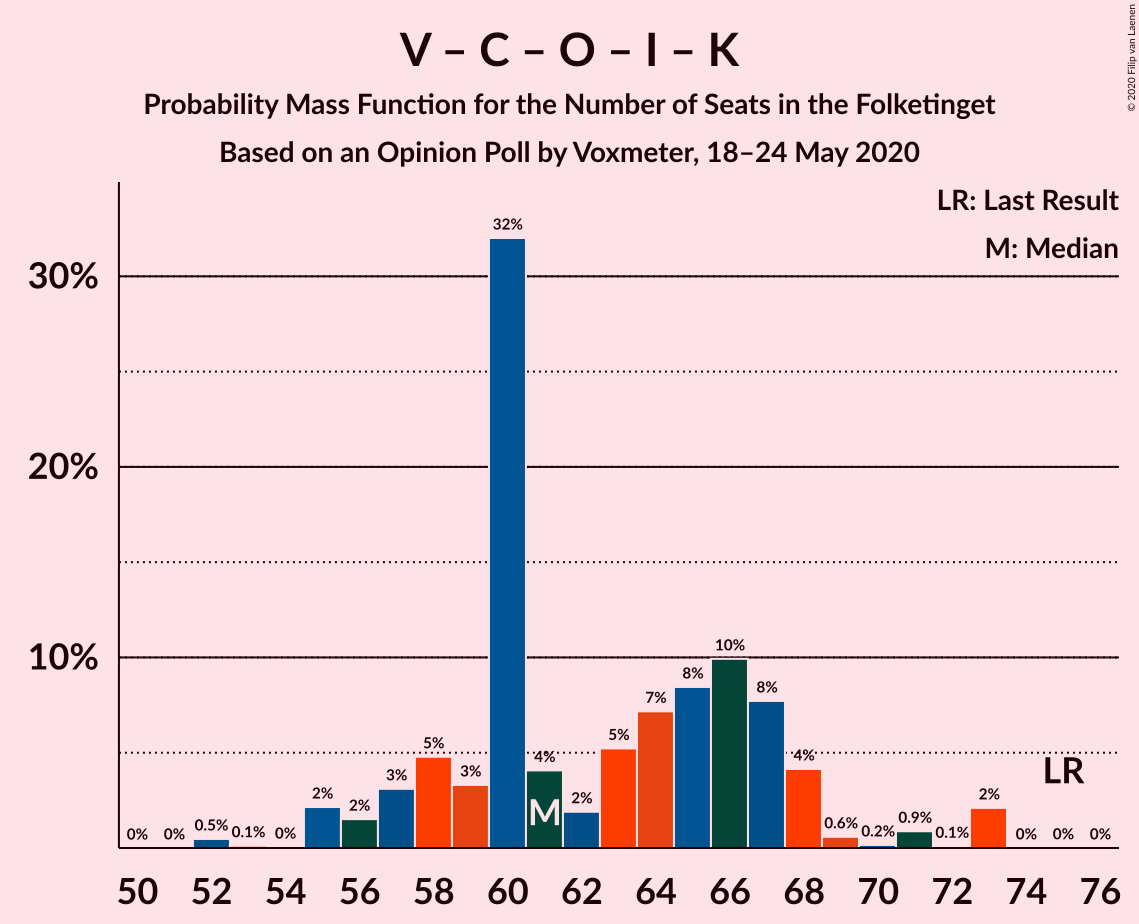 V – C – O – I – K
Probability Mass Function for the Number of Seats in the Folketinget
Based on an Opinion Poll by Voxmeter, 18–24 May 2020
© 2020 Filip van Laenen
LR: Last Result
M: Median
30%
20%
10%
0% 0% 0.5% 0.1% 0% 2% 2% 3% 5% 3% 32% 4% 2% 5% 7% 8% 10% 8% 4% 0.6% 0.2% 0.9% 0.1% 2% 0% 0% 0%
M
LR
50 52 54 56 58 60 62 64 66 68 70 72 74 76